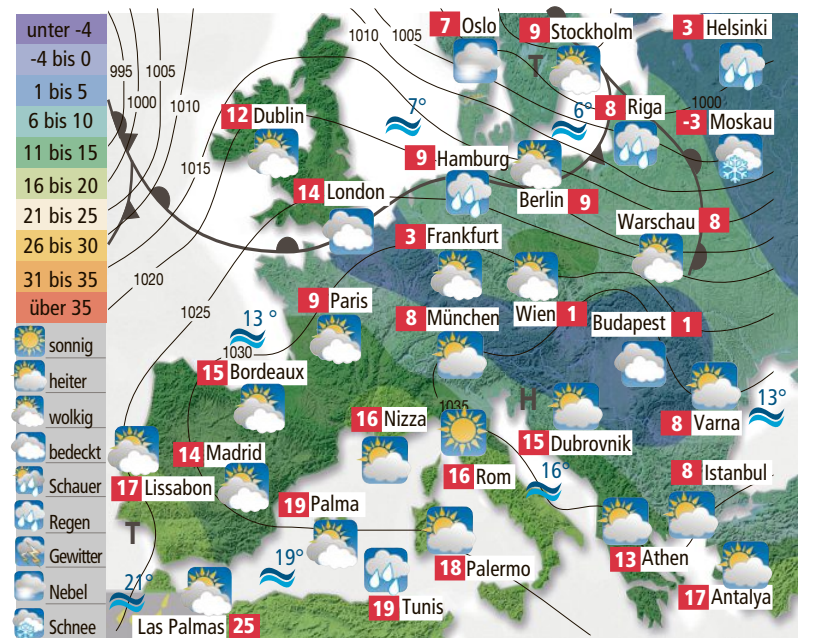 unter -4
-4 bis 0
1 bis 5
6 bis 10
11 bis 15
16 bis 20
21 bis 25
26 bis 30
31 bis 35
über 35
sonnig
heiter
wolkig
bedeckt
Schauer
Regen
Gewitter
Nebel
Schnee
995
1005
1000
1010
1015
1020
1025
1030
1035
1010
1005
1000
7 Oslo
9 Stockholm
3 Helsinki
T
12 Dublin
7°
6°
8 Riga
-3 Moskau
9 Hamburg
14 London
Berlin 9
Warschau 8
3 Frankfurt
9 Paris
8 München
Wien 1
Budapest 1
13 °
15 Bordeaux
H
16 Nizza
8 Varna
13°
14 Madrid
15 Dubrovnik
17 Lissabon
16 Rom
16°
8 Istanbul
T
19 Palma
19°
18 Palermo
13 Athen
21°
19 Tunis
17 Antalya
Las Palmas 25